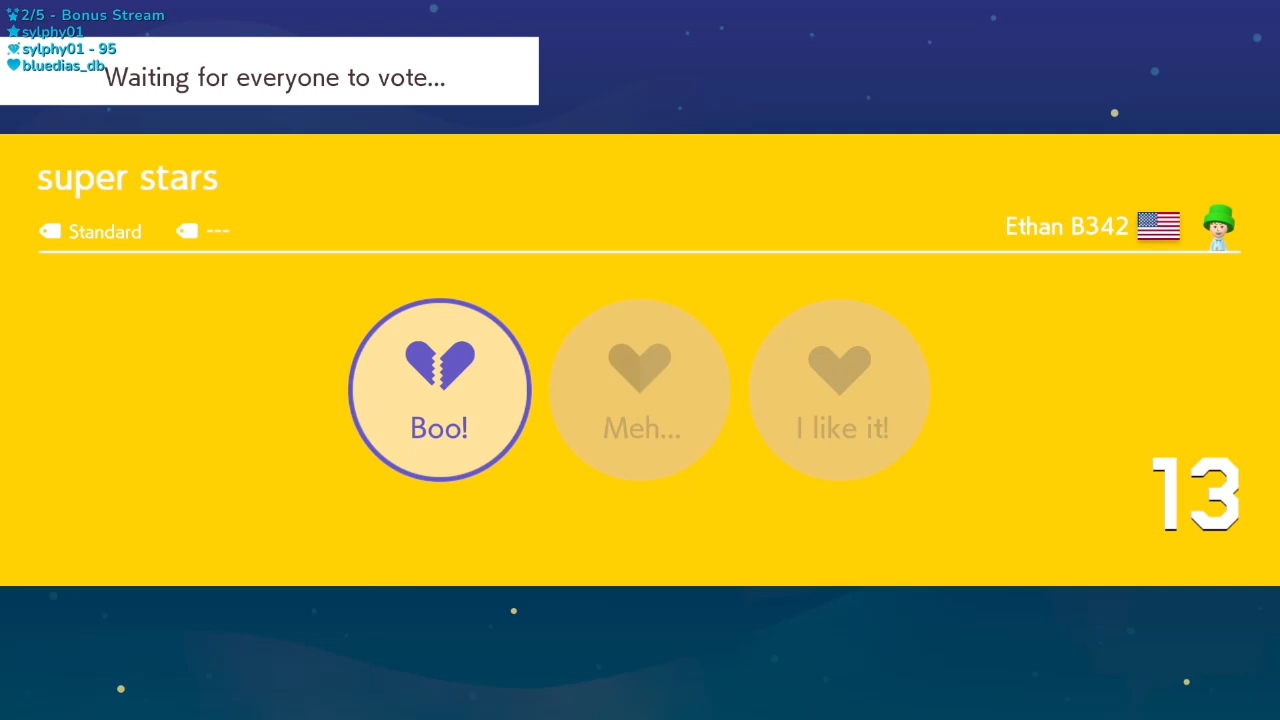 2/5 - Bonus Stream
sylphy01
sylphy01 - 95
bluedias_db
Waiting for everyone to vote...
super stars
Standard ---
Ethan B342
Boo!
Meh...
I like it!
13